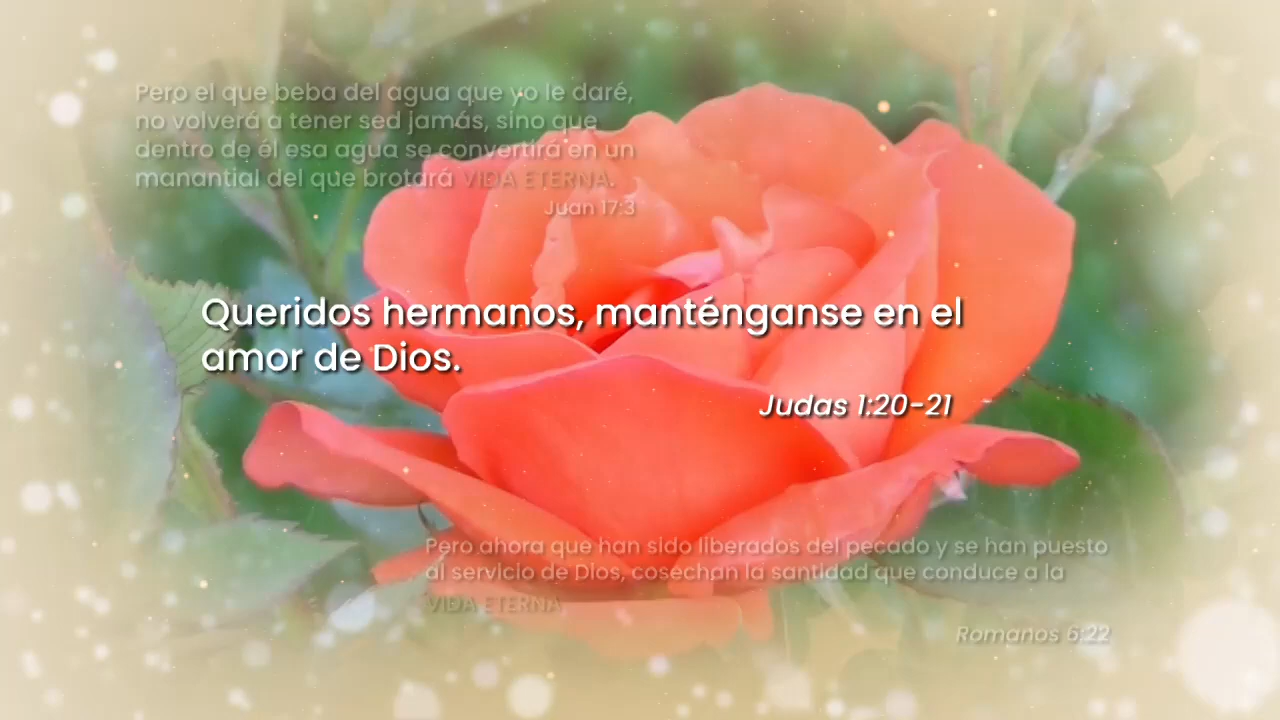 Pero el que beba del agua que yo le daré,
no volverá a tener sed jamás, sino que
dentro de él esa agua se convertirá en un
manantial del que brotará VIDA ETERNA.
Juan 17:3
Queridos hermanos, manténganse en el
amor de Dios.
Judas 1:20-21
Pero ahora que han sido liberados del pecado y se han puesto
al servicio de Dios, cosechan la santidad que conduce a la
VIDA ETERNA
Romanos 6:22